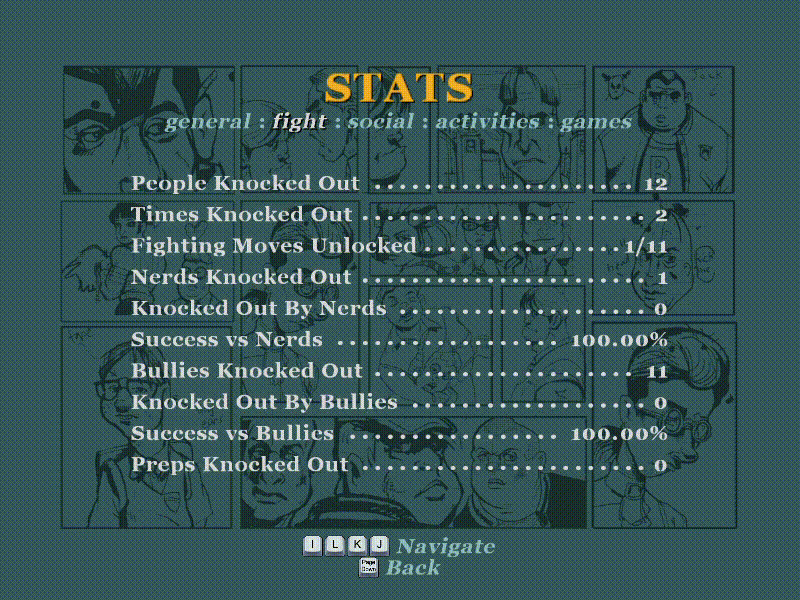 STATS
general : fight : social : activities : games
People Knocked Out ..................... 12
Times Knocked Out ....................... 2
Fighting Moves Unlocked ................ 1/11
Nerds Knocked Out ....................... 1
Knocked Out By Nerds .................... 0
Success vs Nerds .................. 100.00%
Bullies Knocked Out ..................... 11
Knocked Out By Bullies ................... 0
Success vs Bullies ................. 100.00%
Preps Knocked Out ....................... 0
I L K J Navigate
Page Down Back